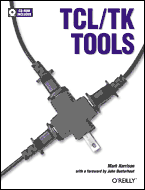 CD-ROM
INCLUDED
TCL/TK
TOOLS
Mark Harrison
with a foreword by John Ousterhout
O'REILLY®